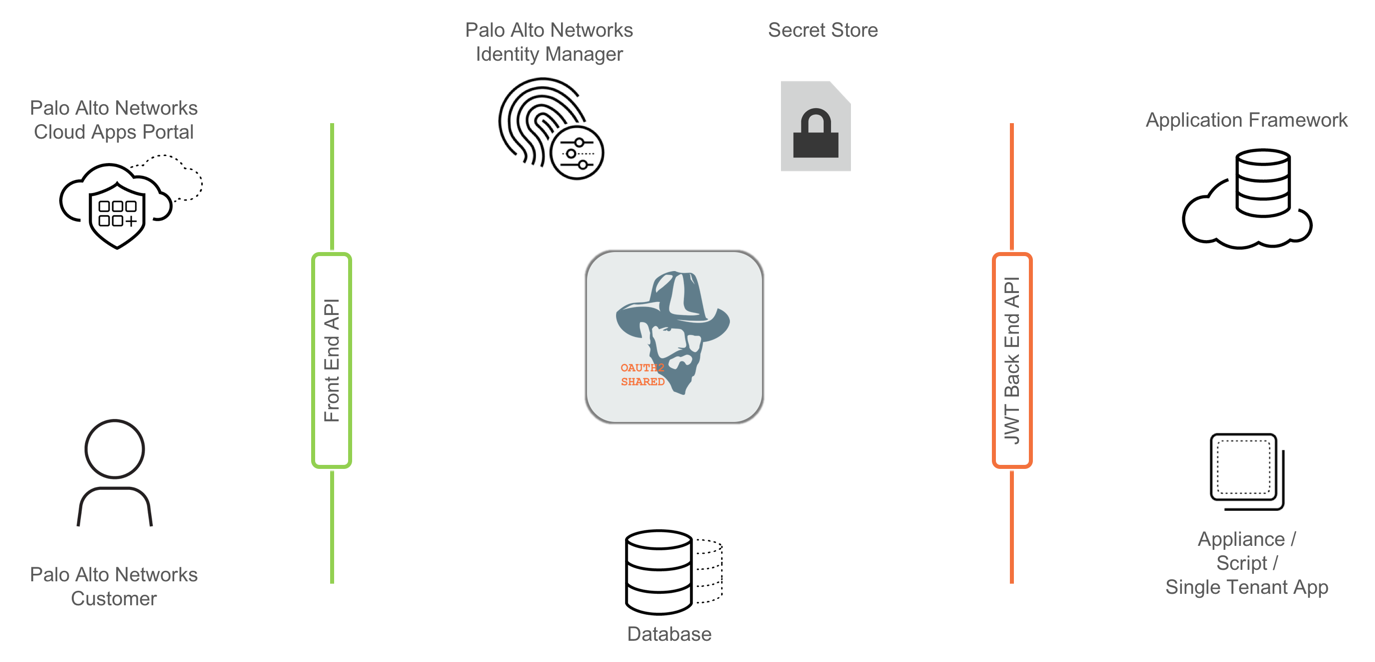 Palo Alto Networks
Identity Manager
Secret Store
Palo Alto Networks
Cloud Apps Portal
Application Framework
Front End API
OAUTH2
SHARED
JWT Back End API
Palo Alto Networks
Customer
Appliance /
Script /
Single Tenant App
Database